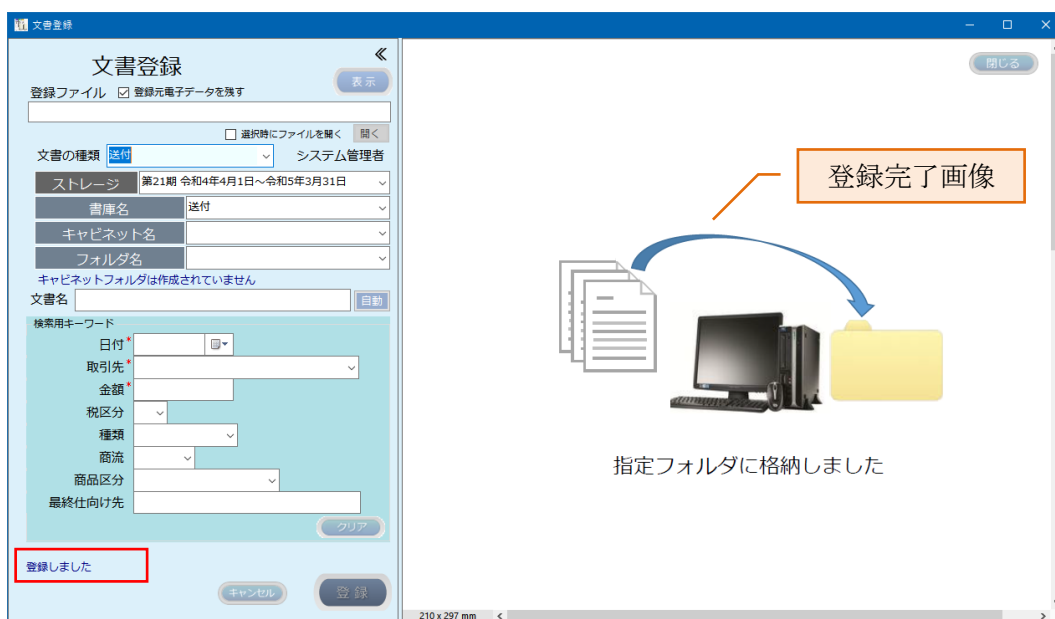 文書登録
文書登録
«
表示
登録ファイル 登録元電子データを残す
選択時にファイルを開く 開く
文書の種類 送付 システム管理者
ストレージ 第21期 令和4年4月1日～令和5年3月31日
書庫名 送付
キャビネット名
フォルダ名
キャビネットフォルダは作成されていません
文書名 自動
検索用キーワード
日付*
取引先*
金額*
税区分
種類
商流
商品区分
最終仕向け先
クリア
登録しました
キャンセル 登録
閉じる
登録完了画像
指定フォルダに格納しました
210 x 297 mm